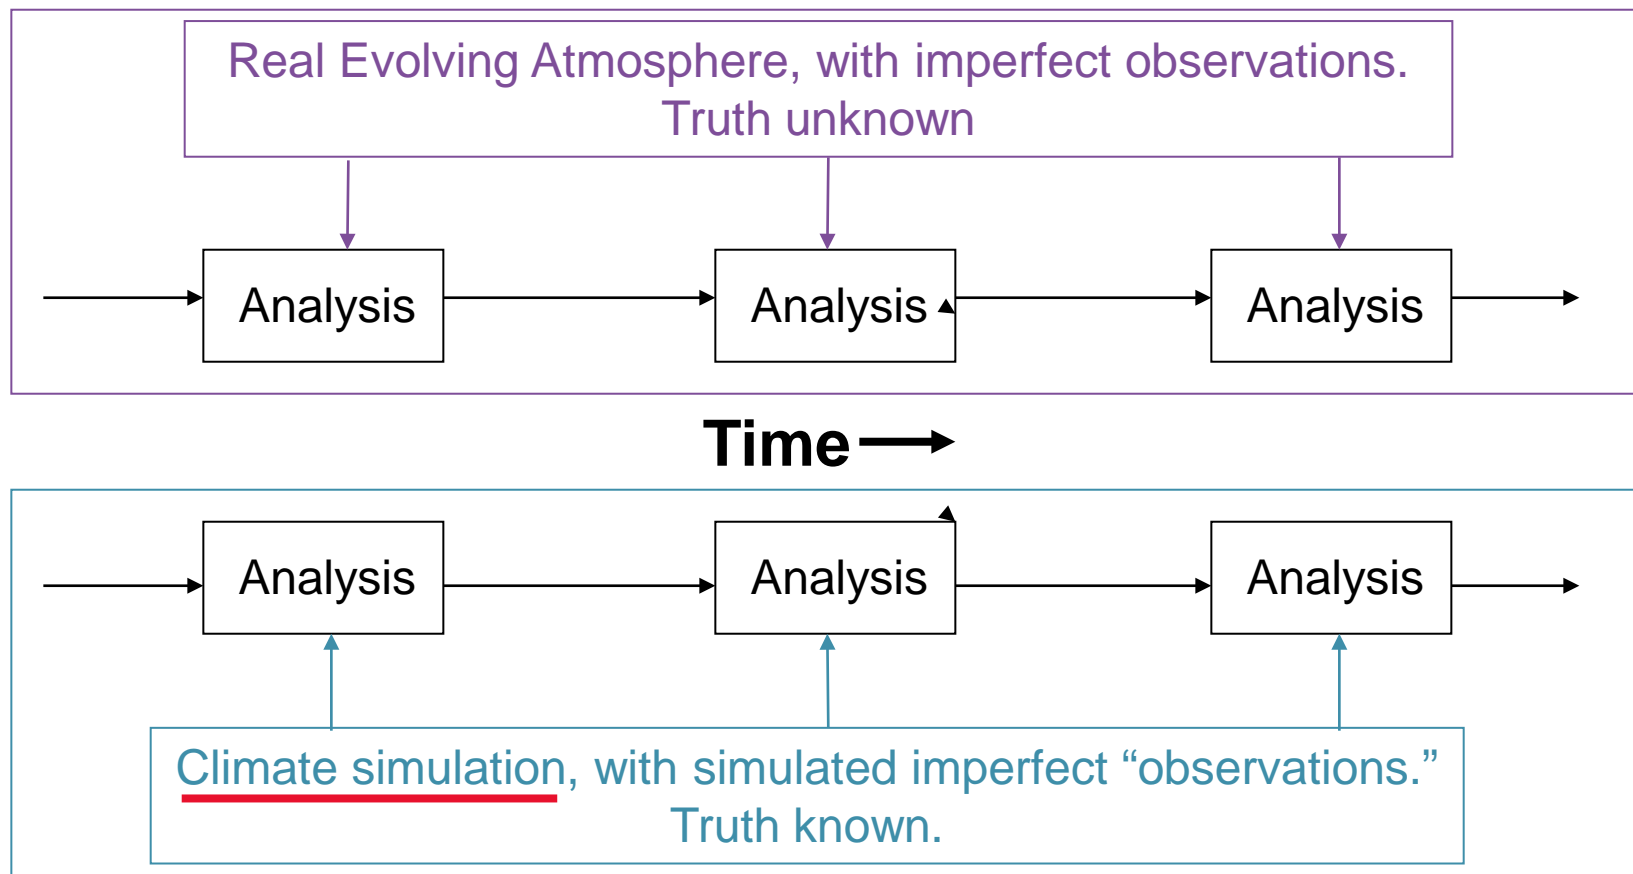 Real Evolving Atmosphere, with imperfect observations.
Truth unknown
Analysis
Analysis
Analysis
Time
Analysis
Analysis
Analysis
Climate simulation, with simulated imperfect “observations.”
Truth known.